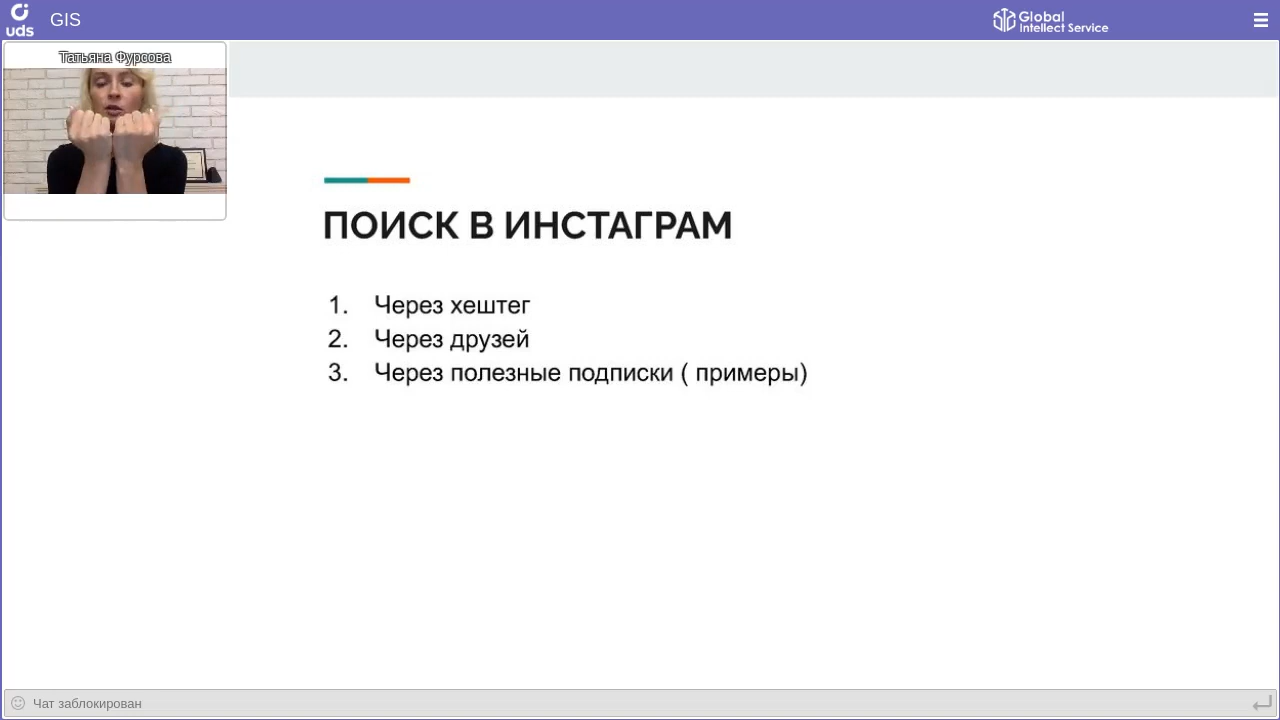 uds
GIS
Global
Intellect Service
Татьяна Фурсова
ПОИСК В ИНСТАГРАМ
1. Через хештег
2. Через друзей
3. Через полезные подписки ( примеры)
Чат заблокирован